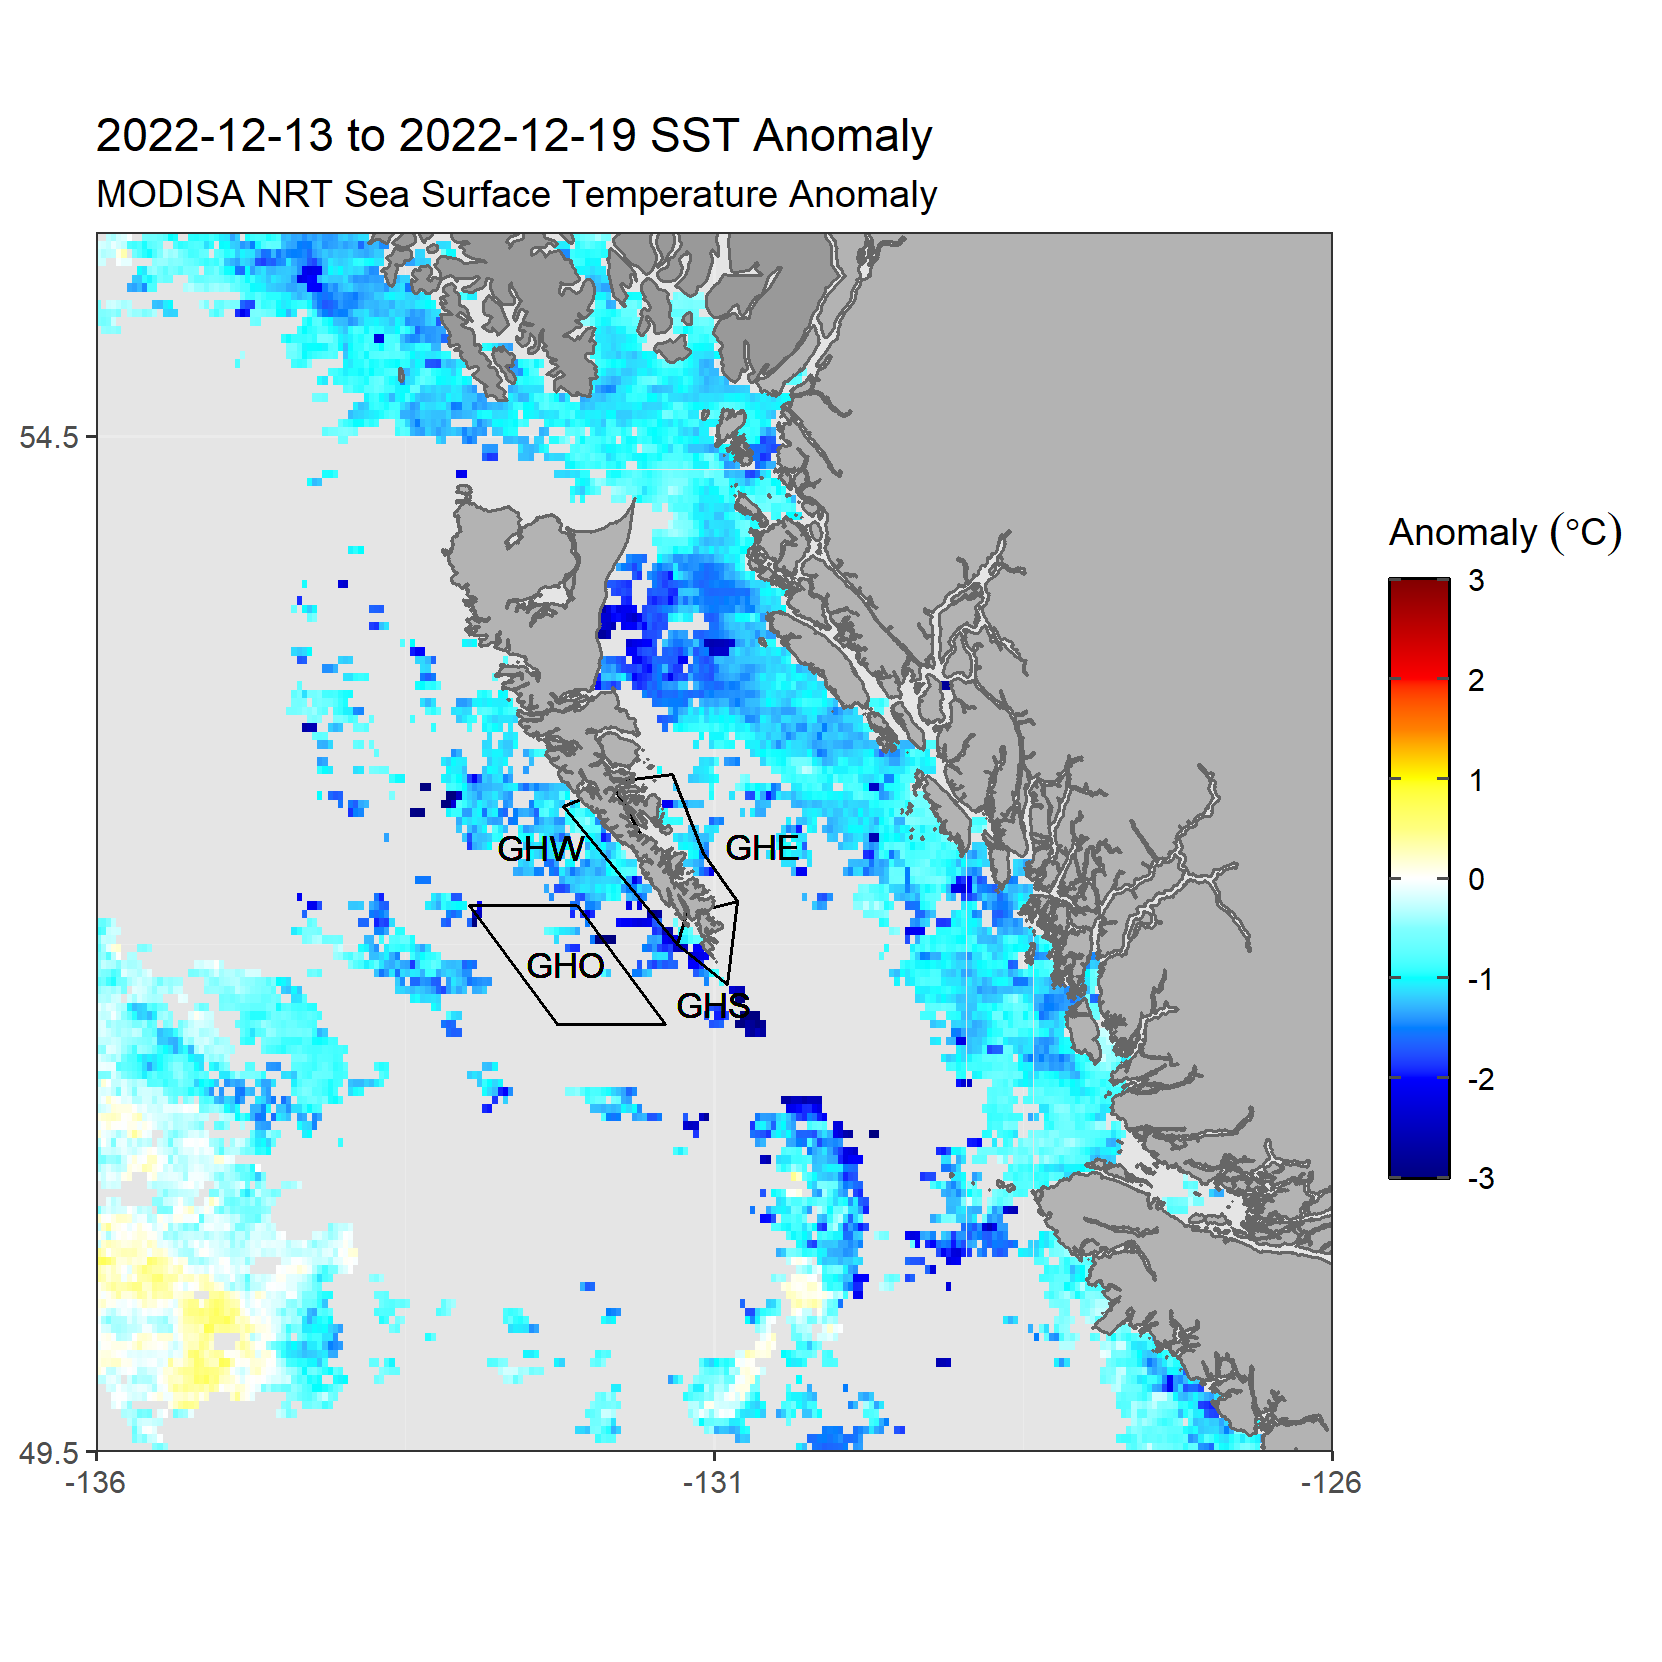 2022-12-13 to 2022-12-19 SST Anomaly
MODISA NRT Sea Surface Temperature Anomaly
54.5
49.5
-136
-131
-126
GHW
GHE
GHO
GHS
Anomaly (°C)
3
2
1
0
-1
-2
-3